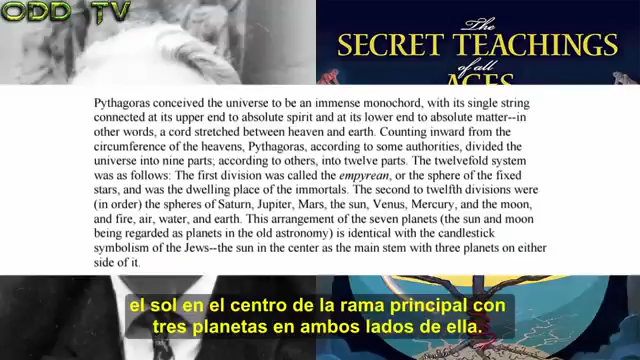 ODD TV
The
SECRET TEACHINGS
of all
AGES
Pythagoras conceived the universe to be an immense monochord, with its single string
connected at its upper end to absolute spirit and at its lower end to absolute matter--in
other words, a cord stretched between heaven and earth. Counting inward from the
circumference of the heavens, Pythagoras, according to some authorities, divided the
universe into nine parts; according to others, into twelve parts. The twelvefold system
was as follows: The first division was called the empyrean, or the sphere of the fixed
stars, and was the dwelling place of the immortals. The second to twelfth divisions were
(in order) the spheres of Saturn, Jupiter, Mars, the sun, Venus, Mercury, and the moon,
and fire, air, water, and earth. This arrangement of the seven planets (the sun and moon
being regarded as planets in the old astronomy) is identical with the candlestick
symbolism of the Jews--the sun in the center as the main stem with three planets on either
side of it.
el sol en el centro de la rama principal con
tres planetas en ambos lados de ella.